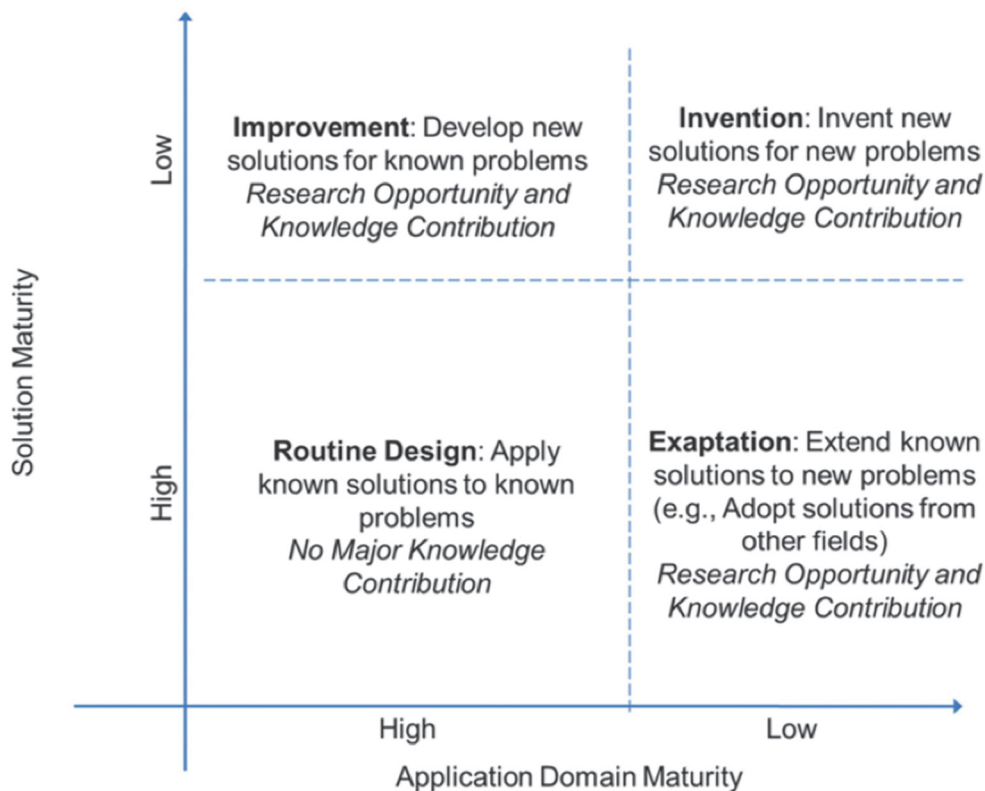 Improvement: Develop new
solutions for known problems
Research Opportunity and
Knowledge Contribution
Invention: Invent new
solutions for new problems
Research Opportunity and
Knowledge Contribution
Low
Solution Maturity
High
Routine Design: Apply
known solutions to known
problems
No Major Knowledge
Contribution
Exaptation: Extend known
solutions to new problems
(e.g., Adopt solutions from
other fields)
Research Opportunity and
Knowledge Contribution
High
Low
Application Domain Maturity